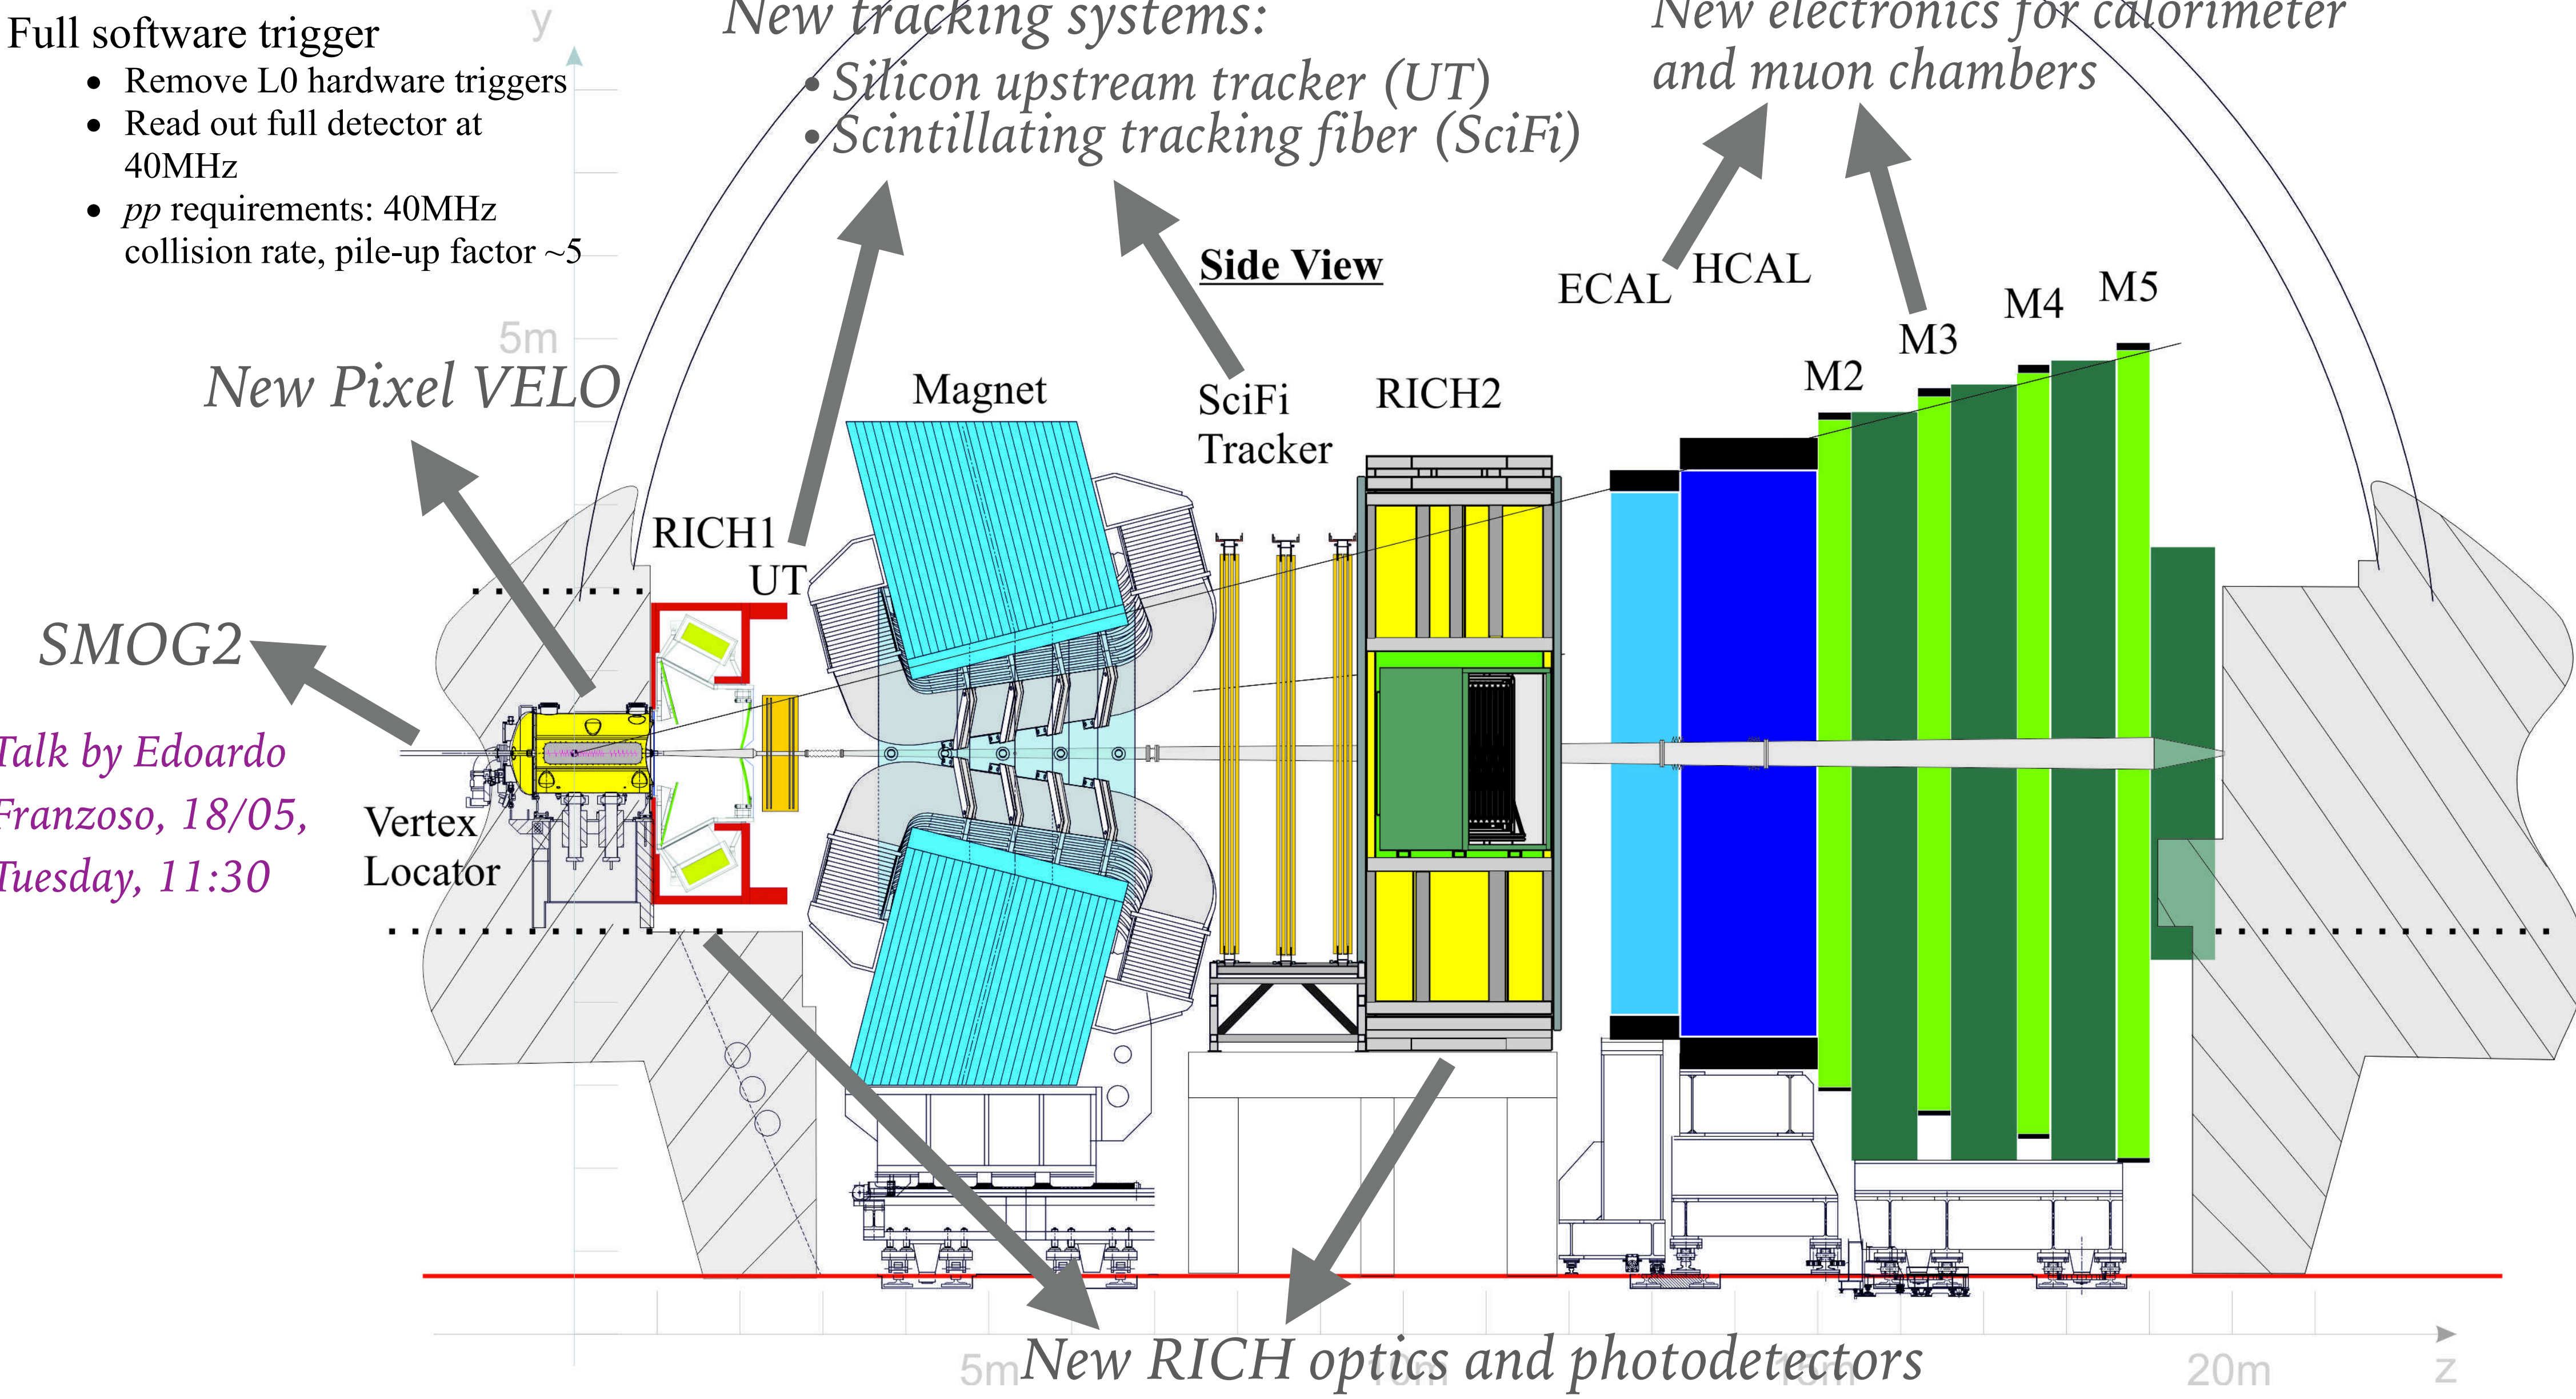 Full software trigger
• Remove L0 hardware triggers
• Read out full detector at
40MHz
• pp requirements: 40MHz
collision rate, pile-up factor ~5
y
New tracking systems:
• Silicon upstream tracker (UT)
• Scintillating tracking fiber (SciFi)
New electronics for calorimeter
and muon chambers
Side View
5m
New Pixel VELO
Magnet
SciFi
Tracker
RICH2
ECAL
HCAL
M2
M3
M4
M5
RICH1
UT
SMOG2
Talk by Edoardo
Franzoso, 18/05,
Tuesday, 11:30
Vertex
Locator
New RICH optics and photodetectors
5m
10m
15m
20m
z